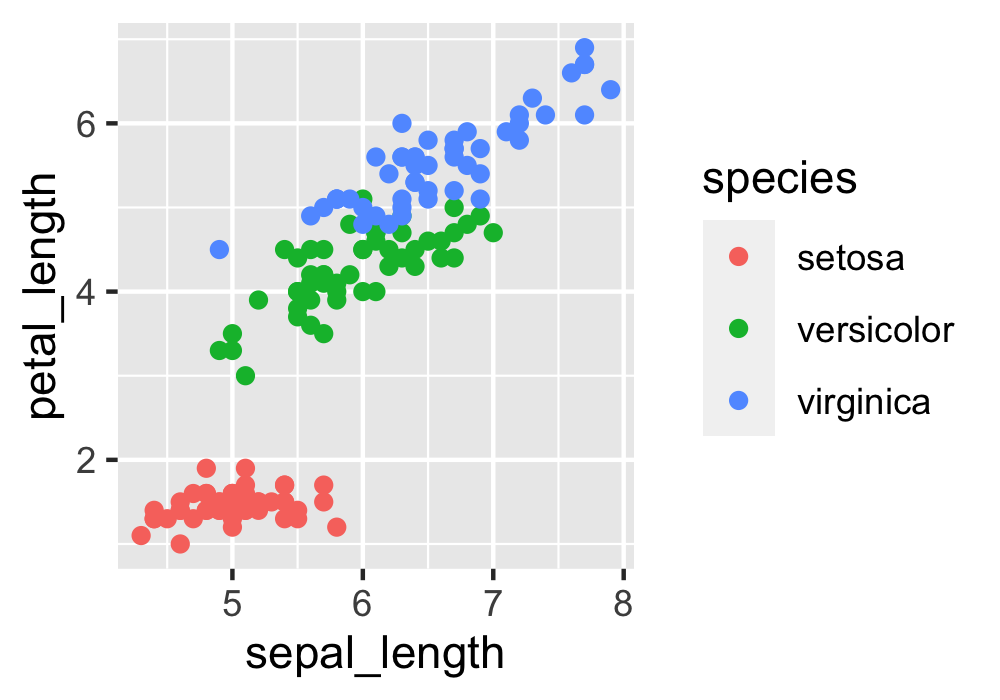 petal_length
6
4
2
5 6 7 8
sepal_length
species
setosa
versicolor
virginica